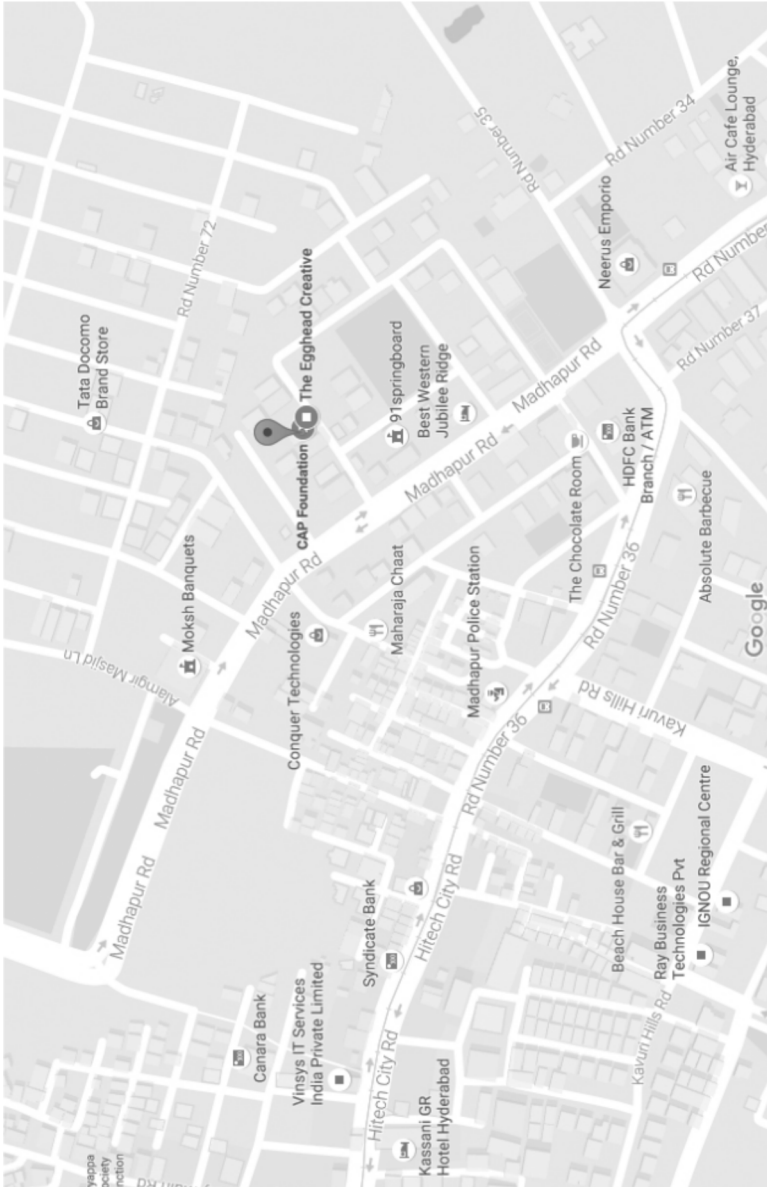 Tata Docomo
Brand Store
Rd Number 72
Alamgir Masjid Ln
Moksh Banquets
CAP Foundation
The Egghead Creative
91springboard
Best Western
Jubilee Ridge
Rd Number 35
Rd Number 34
Air Cafe Lounge,
Hyderabad
Neerus Emporio
Rd Number
Rd Number 37
Madhapur Rd
Madhapur Rd
Madhapur Rd
Madhapur Rd
Madhapur Rd
Conquer Technologies
Maharaja Chaat
Madhapur Police Station
The Chocolate Room
HDFC Bank
Branch / ATM
Absolute Barbecue
Rd Number 36
Rd Number 36
Kavuri Hills Rd
Canara Bank
Vinsys IT Services
India Private Limited
Syndicate Bank
Hitech City Rd
Hitech City Rd
Kassani GR
Hotel Hyderabad
Beach House Bar & Grill
Ray Business
Technologies Pvt
IGNOU Regional Centre
Kavuri Hills Rd
Google